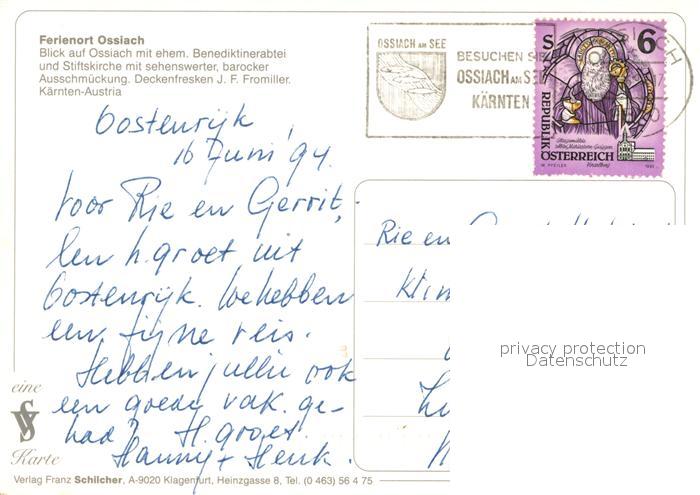 Ferienort Ossiach
Blick auf Ossiach mit ehem. Benediktinerabtei
und Stiftskirche mit sehenswerter, barocker
Ausschmückung. Deckenfresken J. F. Fromiller.
Kärnten-Austria
OSSIACH AM SEE
BESUCHEN SIE
OSSIACH AM SEE
KÄRNTEN
S 6
REPUBLIK
ÖSTERREICH
W. PFEILER
Oostenrijk
16 Juni '94.
Voor Rie en Gerrit,
Een h.groet uit
Oostenrijk. We hebben
een fijne reis.
Hebben jullie ook
een goede vak. ge-
had? H. groet.
Hanny + Henk.
Rie en
privacy protection
Datenschutz
eine
Karte
Verlag Franz Schilcher, A-9020 Klagenfurt, Heinzgasse 8, Tel. (0 463) 56 4 75